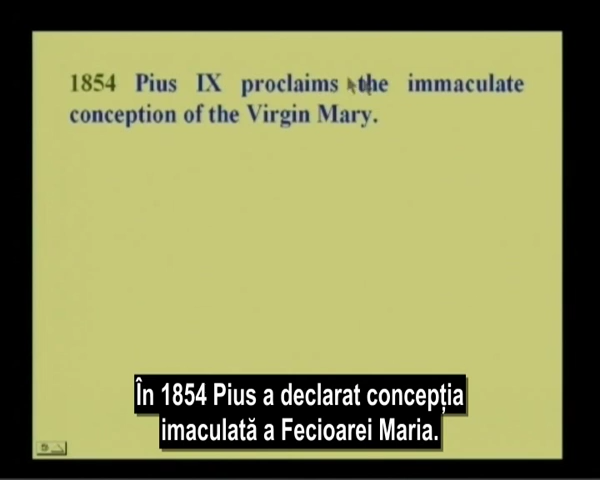 1854 Pius IX proclaims the immaculate
conception of the Virgin Mary.
În 1854 Pius a declarat concepția
imaculată a Fecioarei Maria.